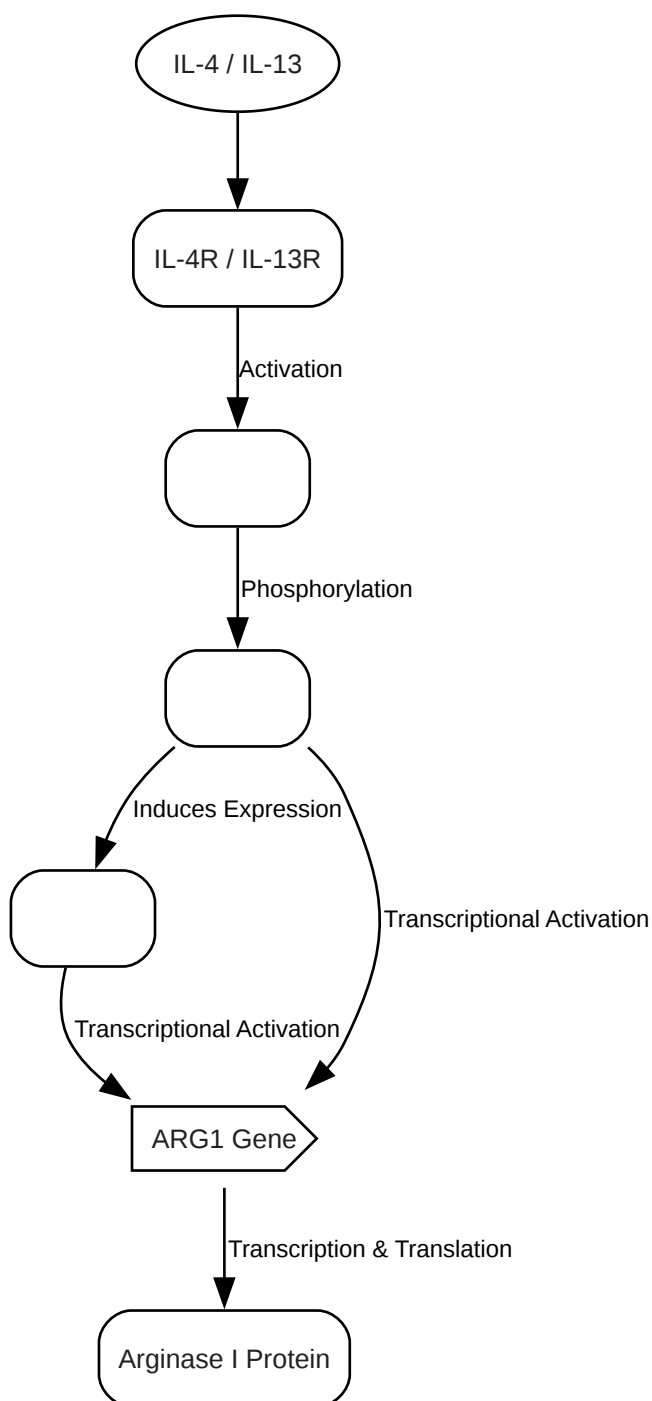 IL-4 / IL-13
IL-4R / IL-13R
Activation
Phosphorylation
Induces Expression
Transcriptional Activation
Transcriptional Activation
ARG1 Gene
Transcription & Translation
Arginase I Protein